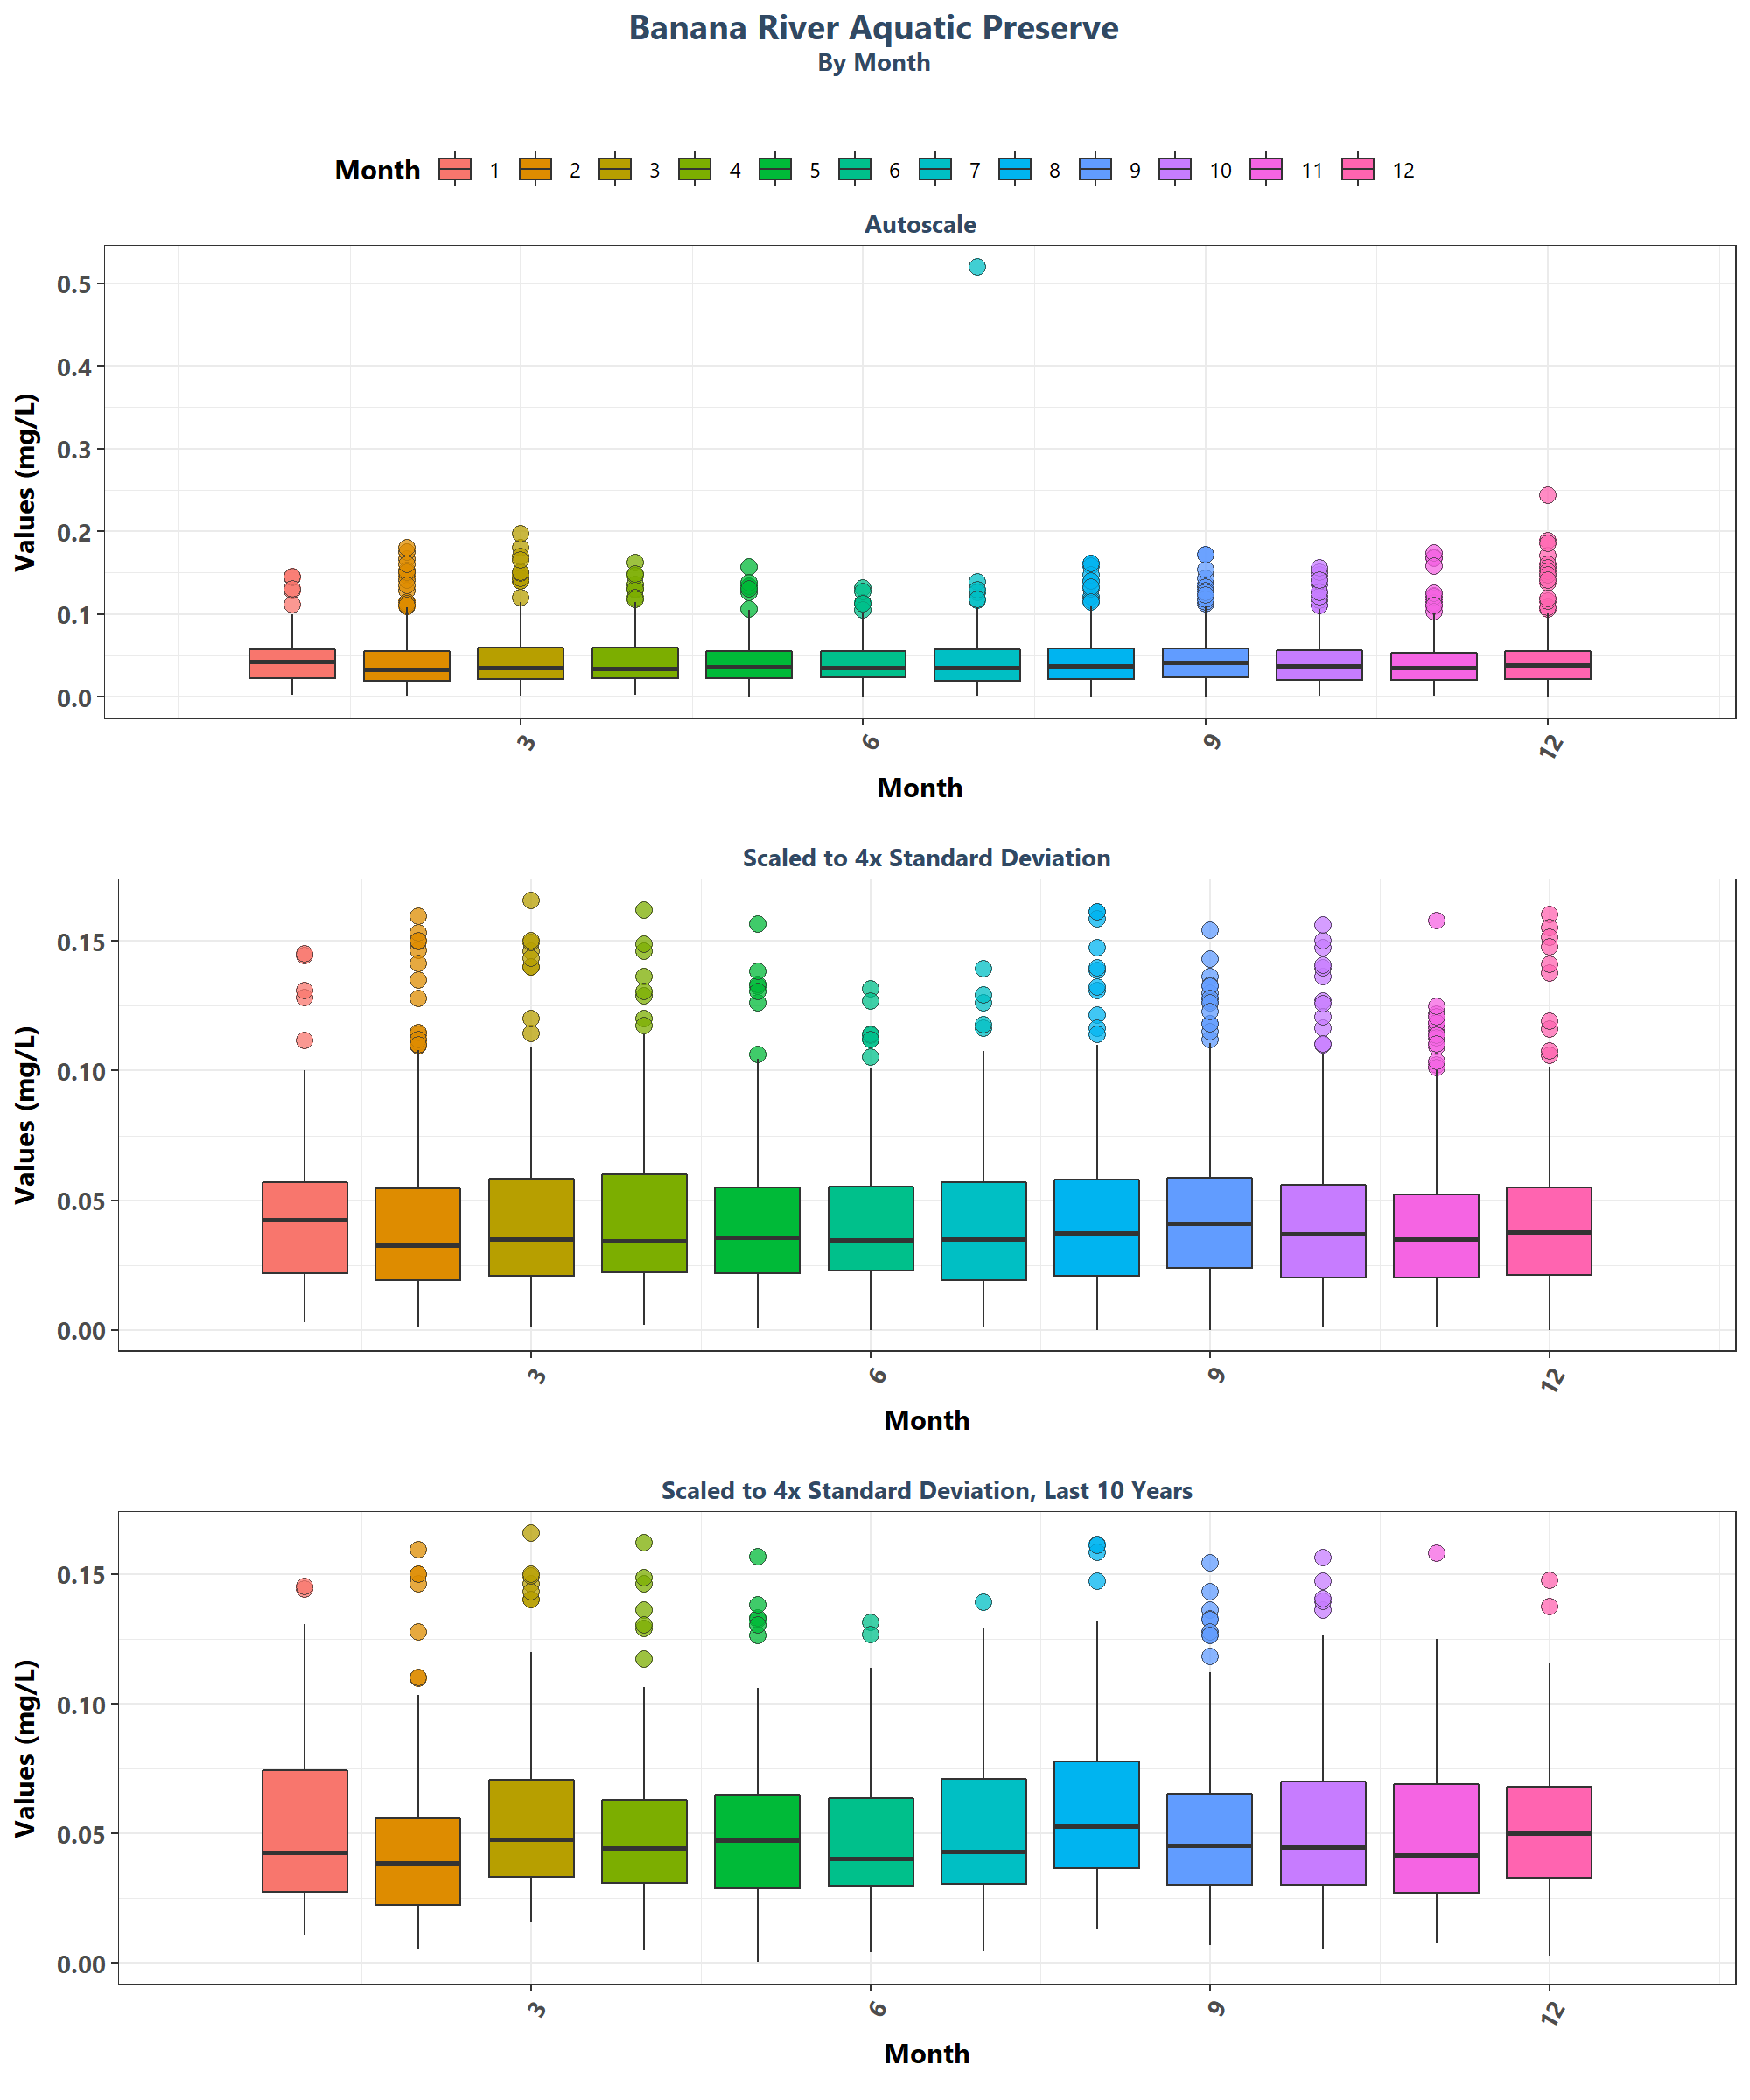 Banana River Aquatic Preserve
By Month
Month 1 2 3 4 5 6 7 8 9 10 11 12
Autoscale
Values (mg/L)
0.5
0.4
0.3
0.2
0.1
0.0
3 6 9 12
Month
Scaled to 4x Standard Deviation
Values (mg/L)
0.15
0.10
0.05
0.00
3 6 9 12
Month
Scaled to 4x Standard Deviation, Last 10 Years
Values (mg/L)
0.15
0.10
0.05
0.00
3 6 9 12
Month